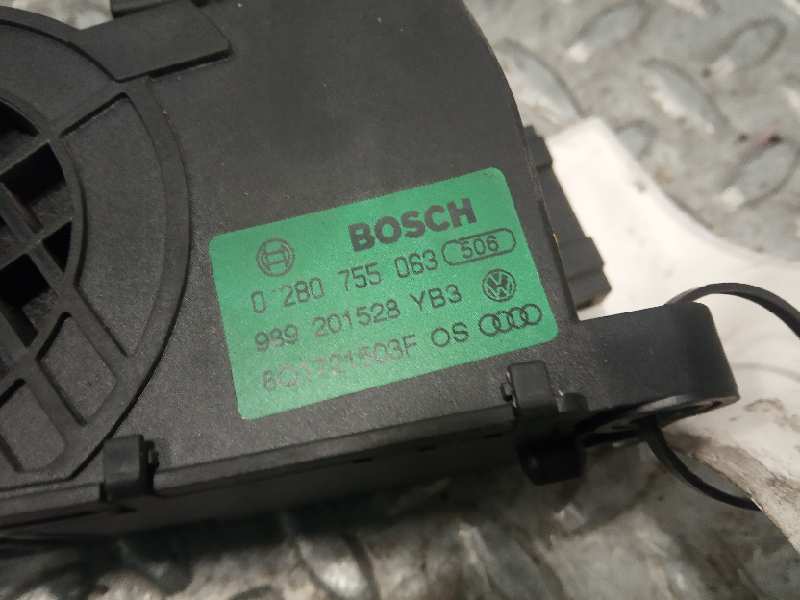 BOSCH
0 280 755 063 506
989 201528 YB3
6Q1721503F OS